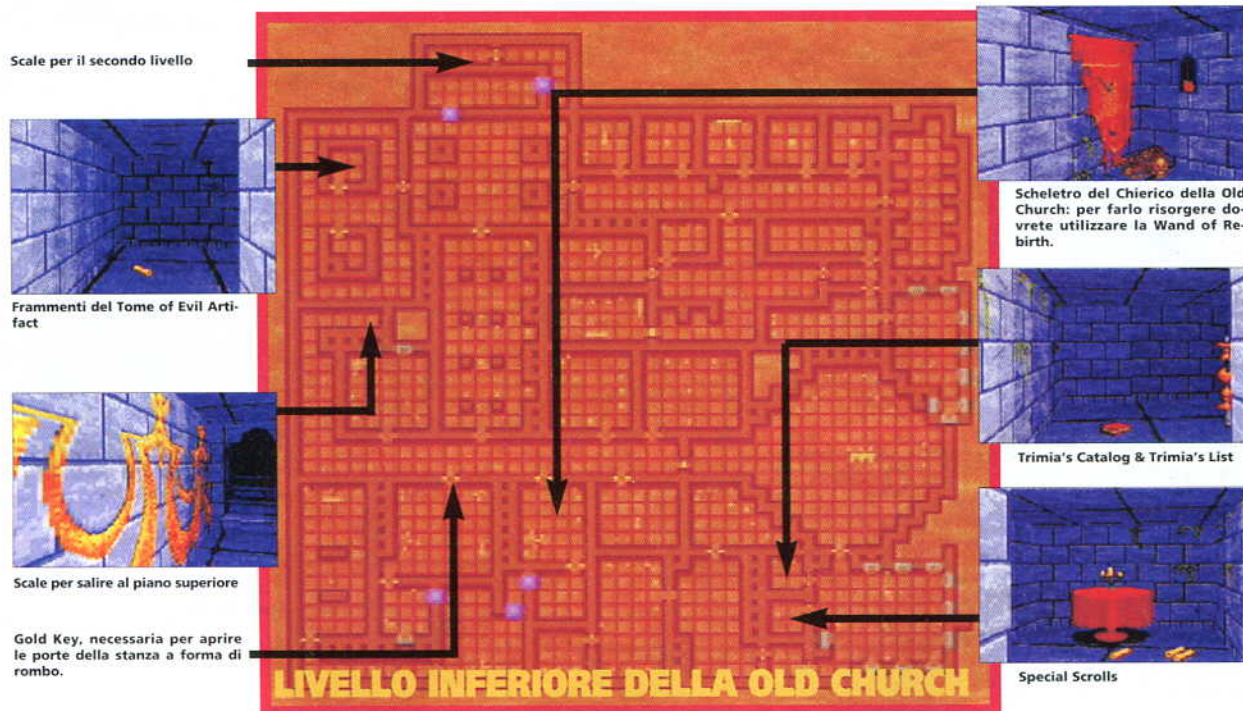 Scale per il secondo livello
Frammenti del Tome of Evil Arti-
fact
Scale per salire al piano superiore
Gold Key, necessaria per aprire
le porte della stanza a forma di
rombo.
Scheletro del Chierico della Old
Church: per farlo risorgere do-
vrete utilizzare la Wand of Re-
birth.
Trimia's Catalog & Trimia's List
Special Scrolls
LIVELLO INFERIORE DELLA OLD CHURCH